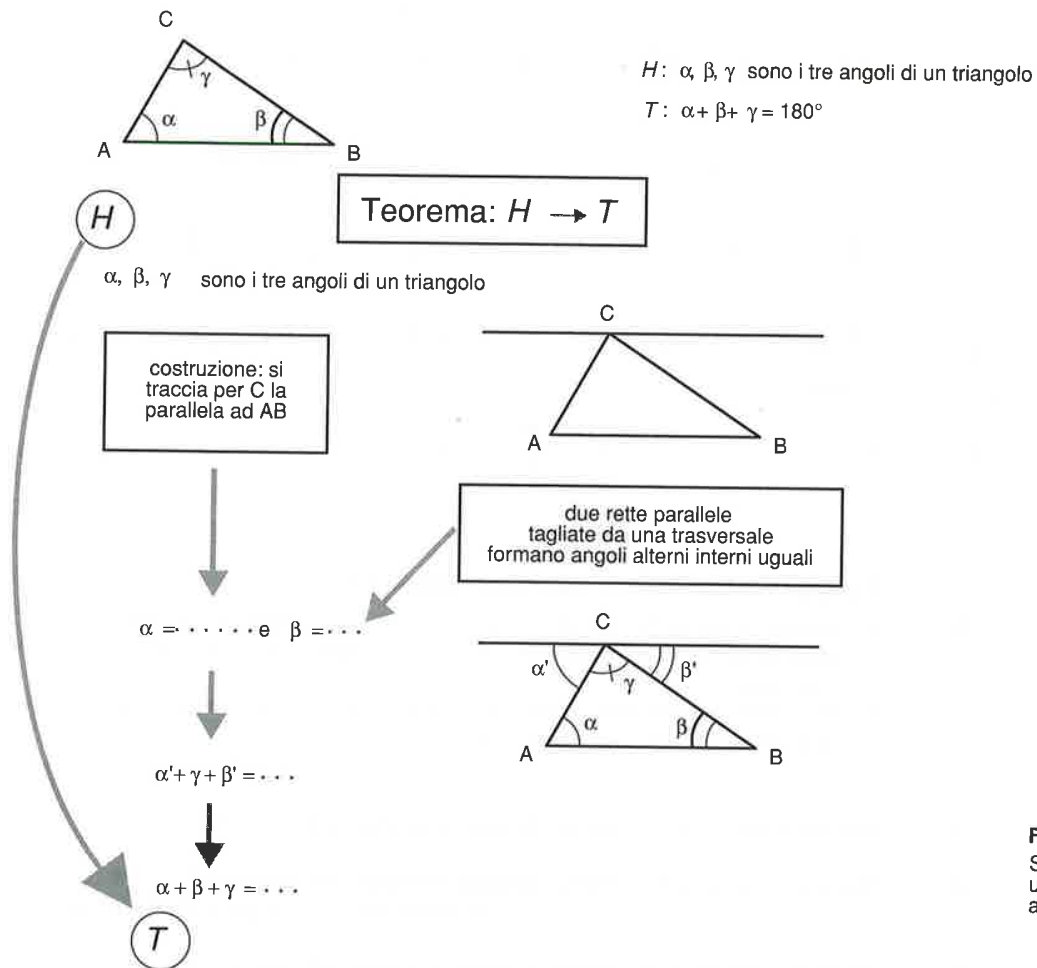 C
γ
α
β
A
B
H: α, β, γ sono i tre angoli di un triangolo
T: α+ β+ γ = 180°
Teorema: H → T
H
α, β, γ sono i tre angoli di un triangolo
costruzione: si
traccia per C la
parallela ad AB
C
A
B
due rette parallele
tagliate da una trasversale
formano angoli alterni interni uguali
α =· · · · · · e β = · · ·
C
α'
γ
β'
α
β
A
B
α'+ γ + β' = · · ·
α + β + γ = · · ·
T